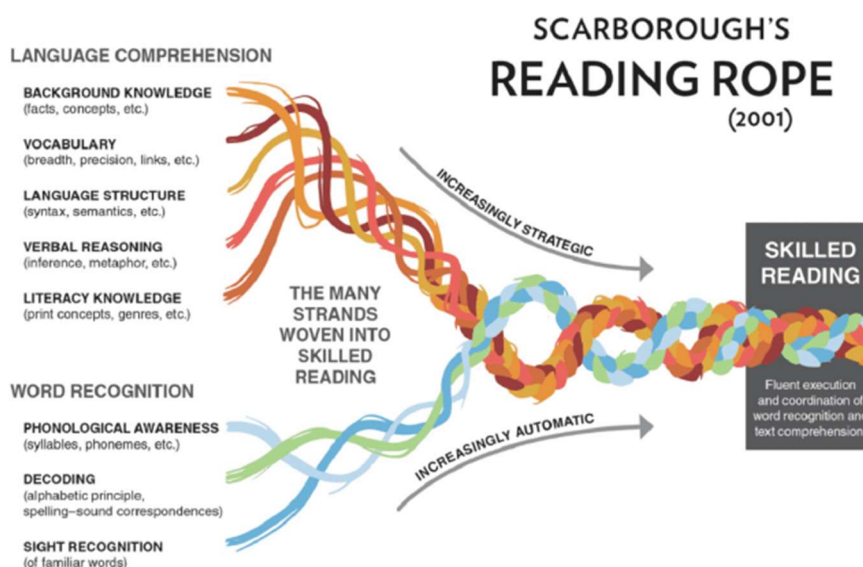 SCARBOROUGH'S
READING ROPE
(2001)
LANGUAGE COMPREHENSION
BACKGROUND KNOWLEDGE
(facts, concepts, etc.)
VOCABULARY
(breadth, precision, links, etc.)
LANGUAGE STRUCTURE
(syntax, semantics, etc.)
VERBAL REASONING
(inference, metaphor, etc.)
LITERACY KNOWLEDGE
(print concepts, genres, etc.)
THE MANY
STRANDS
WOVEN INTO
SKILLED
READING
WORD RECOGNITION
PHONOLOGICAL AWARENESS
(syllables, phonemes, etc.)
DECODING
(alphabetic principle,
spelling–sound correspondences)
SIGHT RECOGNITION
(of familiar words)
INCREASINGLY STRATEGIC
INCREASINGLY AUTOMATIC
SKILLED
READING
Fluent execution
and coordination of
word recognition and
text comprehension